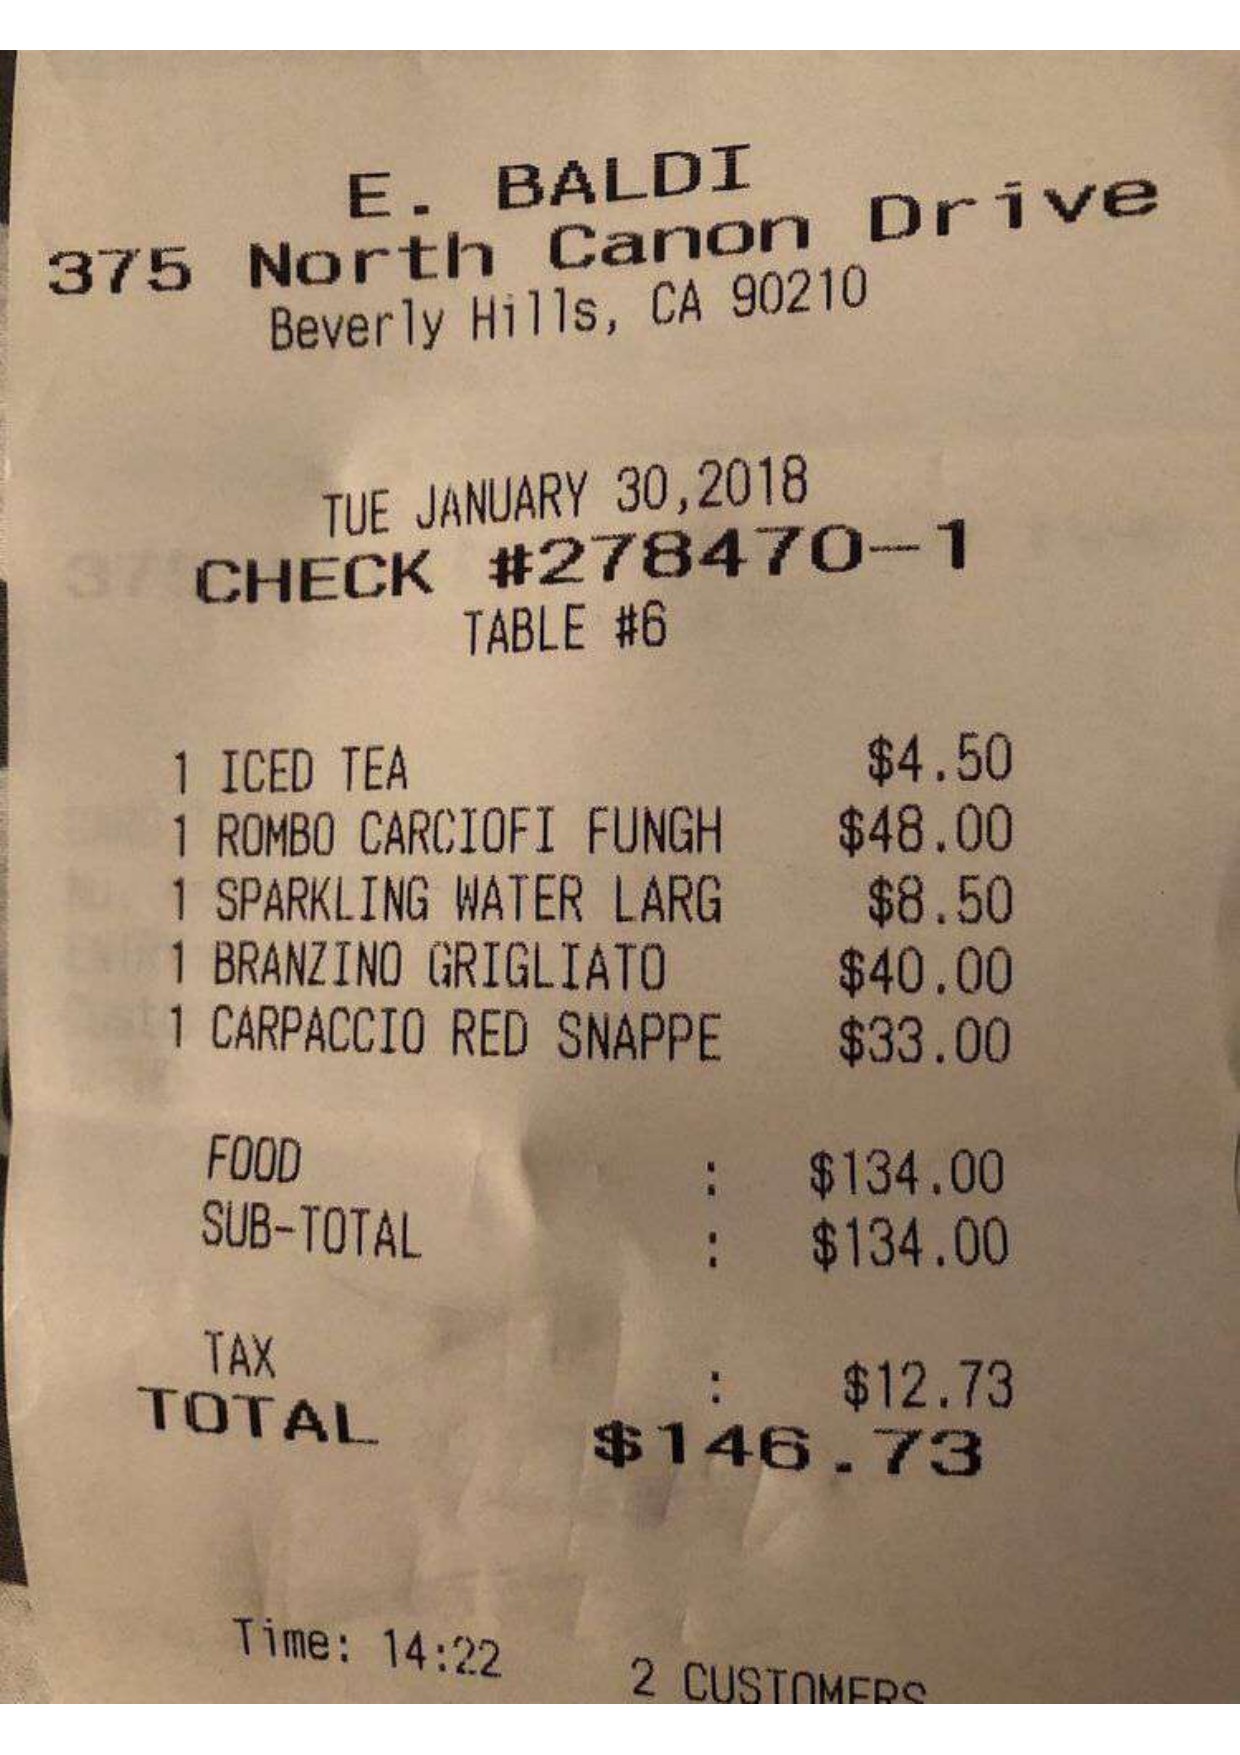 E. BALDI
375 North Canon Drive
Beverly Hills, CA 90210
TUE JANUARY 30,2018
CHECK #278470-1
TABLE #6
1 ICED TEA $4.50
1 ROMBO CARCIOFI FUNGH $48.00
1 SPARKLING WATER LARG $8.50
1 BRANZINO GRIGLIATO $40.00
1 CARPACCIO RED SNAPPE $33.00
FOOD : $134.00
SUB-TOTAL : $134.00
TAX : $12.73
TOTAL $146.73
Time: 14:22
2 CUSTOMERS